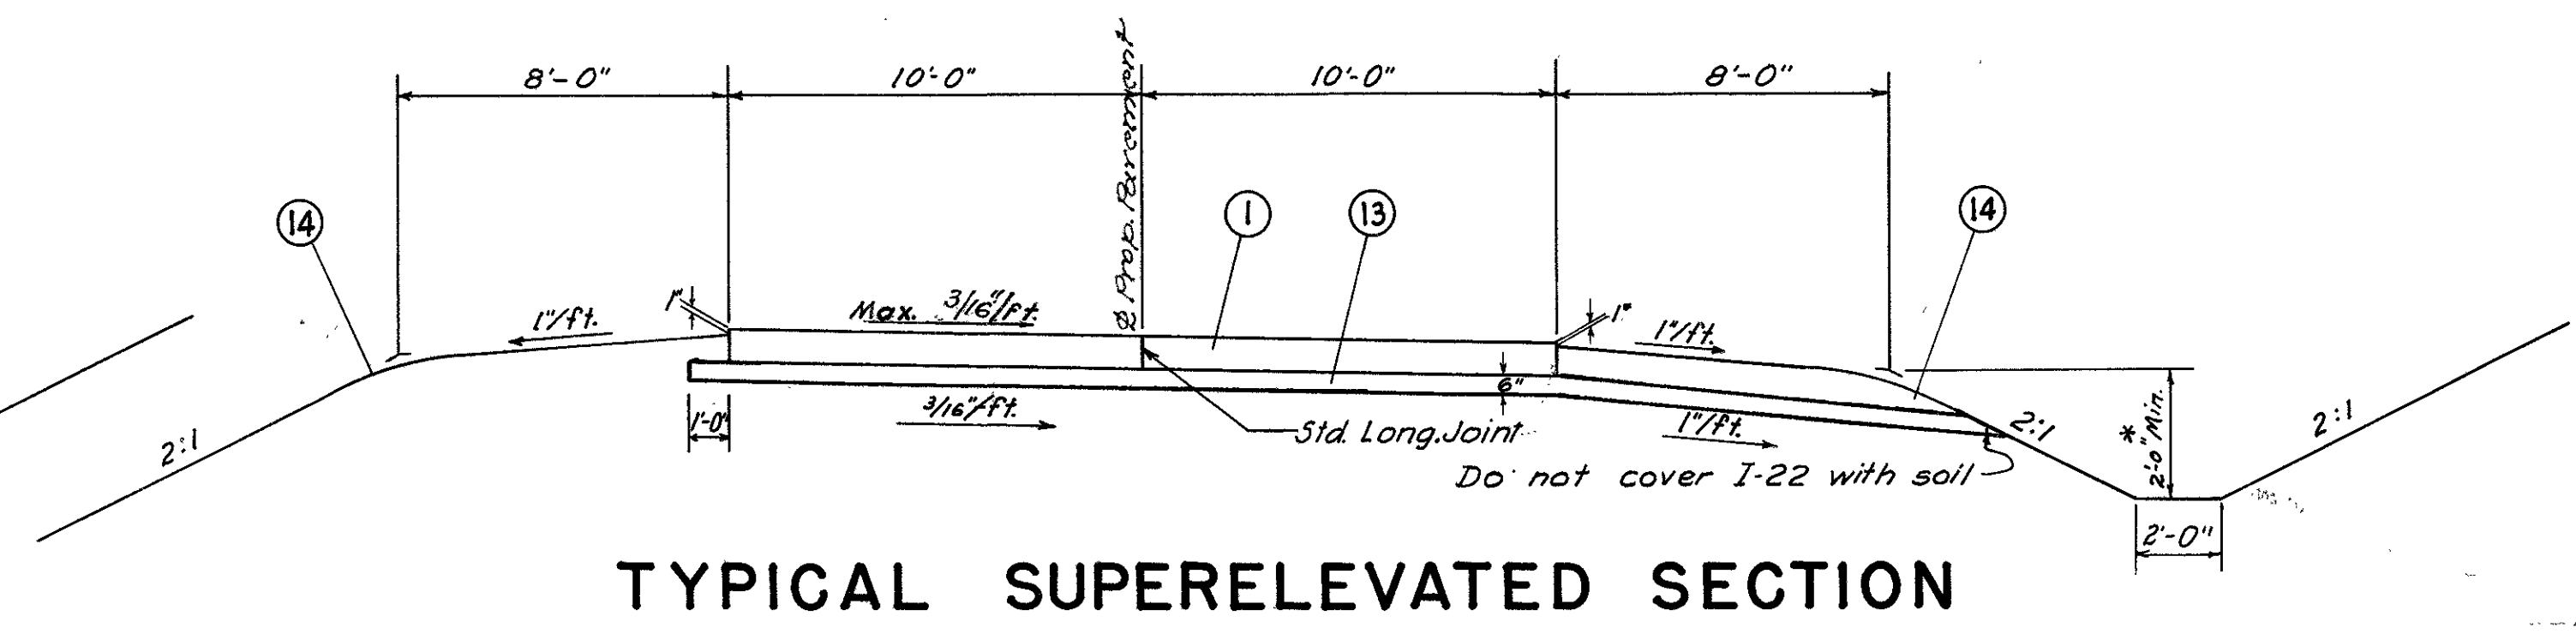 8'-0"
10'-0"
10'-0"
8'-0"
℄ Prop. Pavement
14
1
13
14
1"/ft.
1"
Max. 3/16"/ft.
1"
1"/ft.
2:1
1'-0"
3/16"/ft.
6"
Std. Long. Joint
1"/ft.
2:1
* 2'-0" Min.
2:1
Do not cover I-22 with soil
2'-0"
TYPICAL SUPERELEVATED SECTION